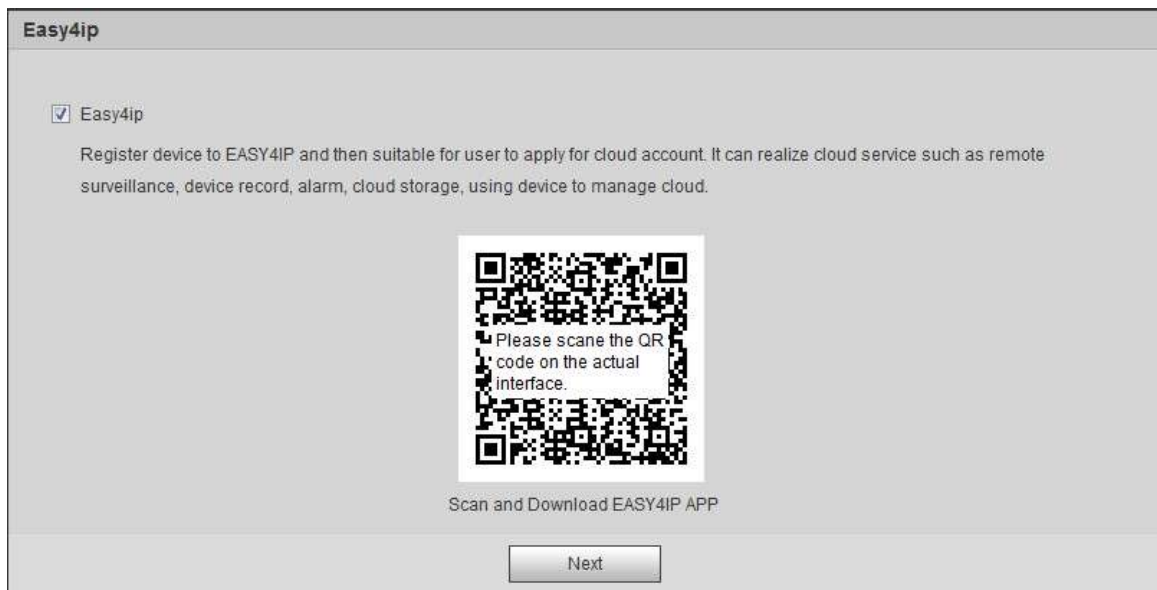 Easy4ip
Easy4ip
Register device to EASY4IP and then suitable for user to apply for cloud account. It can realize cloud service such as remote
surveillance, device record, alarm, cloud storage, using device to manage cloud.
Please scane the QR
code on the actual
interface.
Scan and Download EASY4IP APP
Next